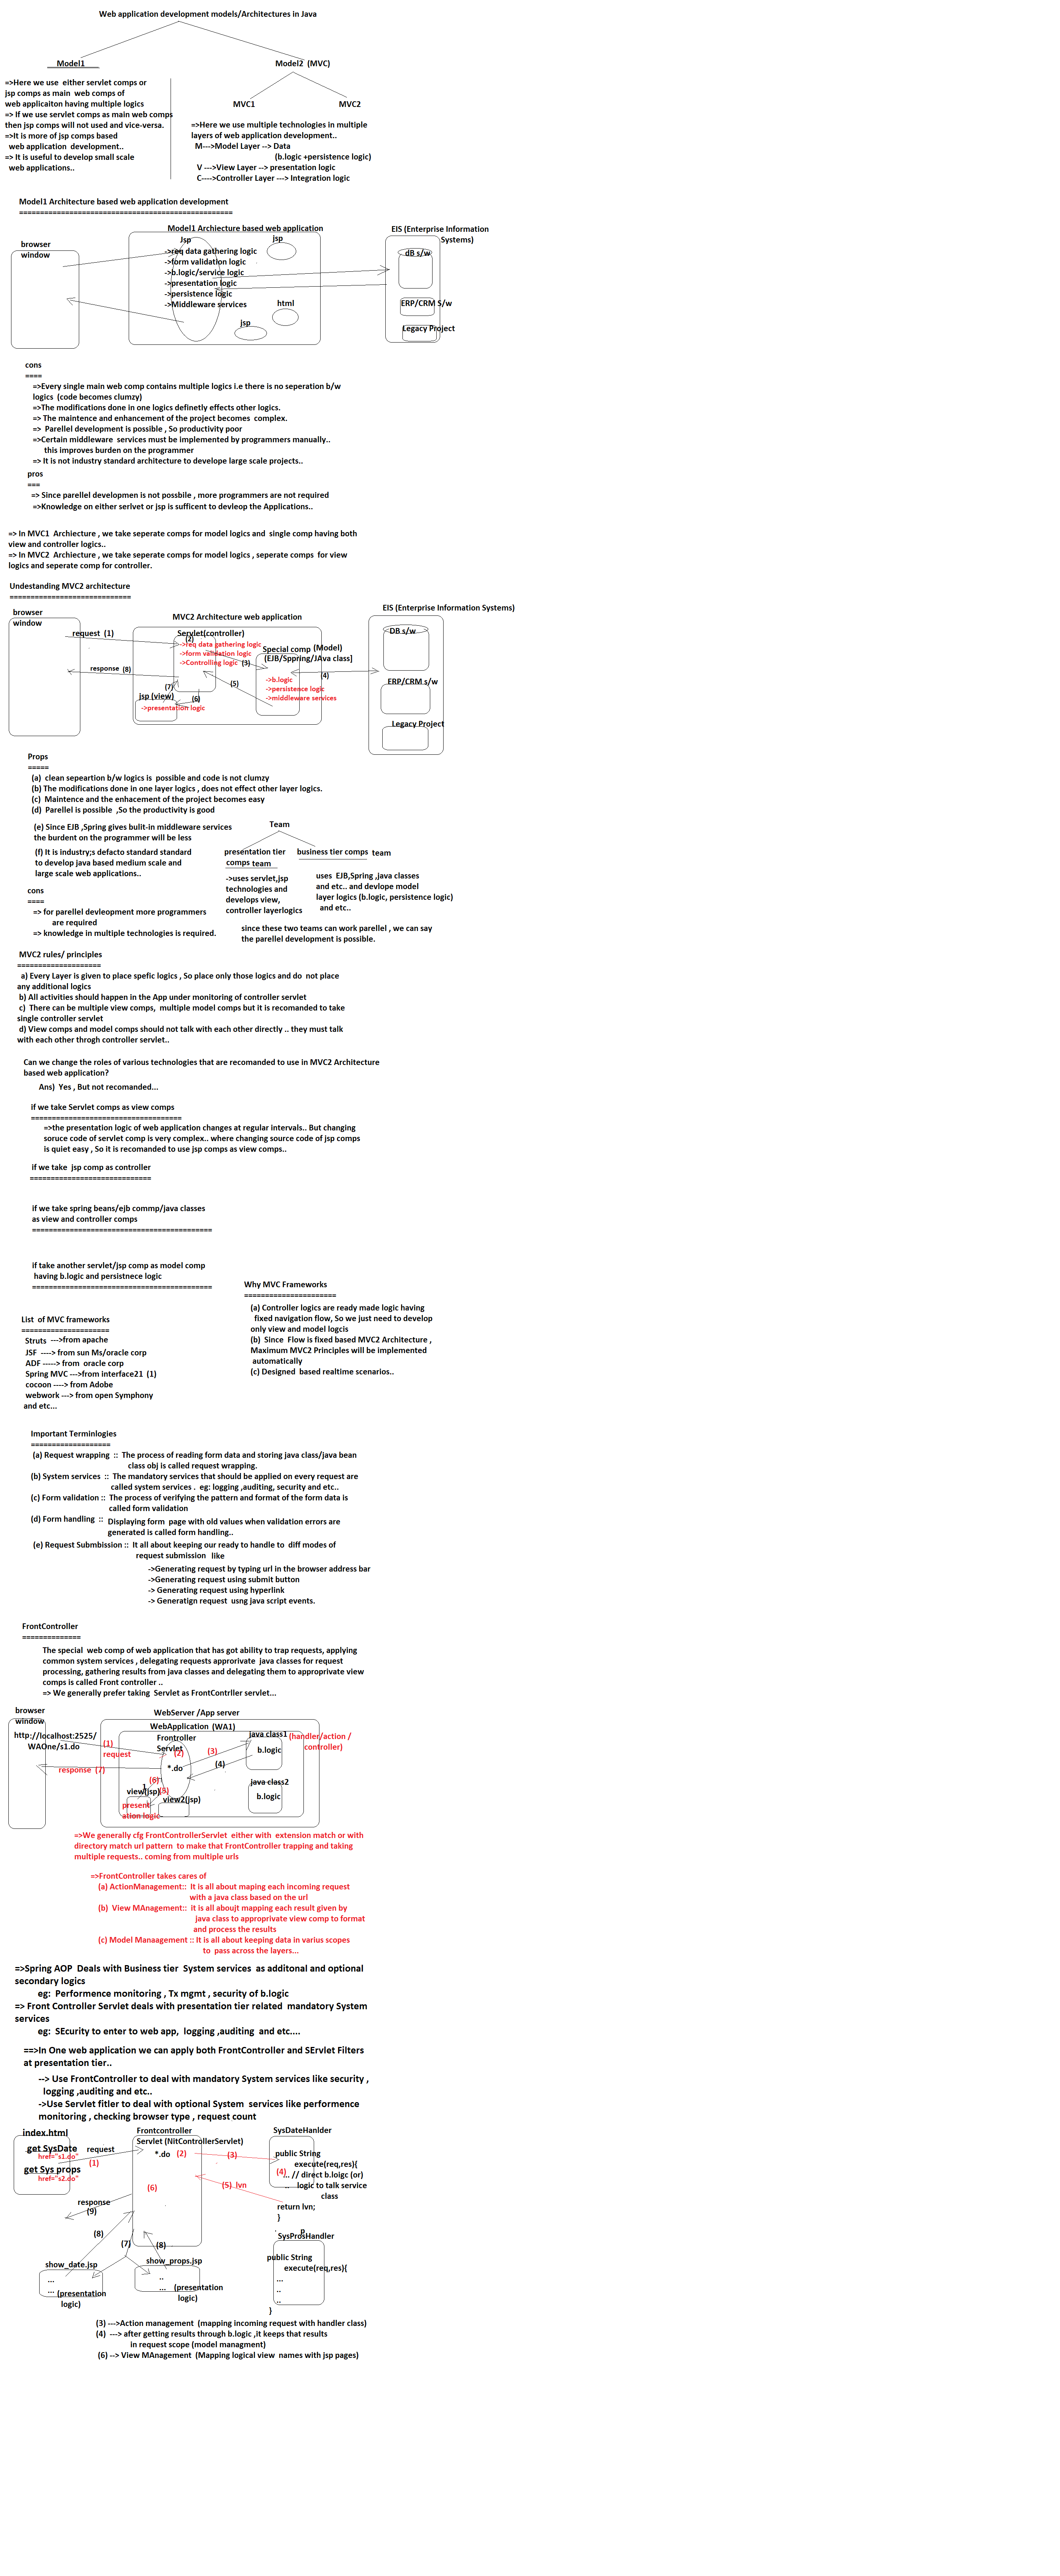 Web application development models/Architectures in Java
Model1
Model2 (MVC)
=>Here we use either servlet comps or
jsp comps as main web comps of
web applicaiton having multiple logics
=> If we use servlet comps as main web comps
then jsp comps will not used and vice-versa.
=>It is more of jsp comps based
web application development..
=> It is useful to develop small scale
web applications..
MVC1
MVC2
=>Here we use multiple technologies in multiple
layers of web application development..
M--->Model Layer --> Data
(b.logic +persistence logic)
V --->View Layer --> presentation logic
C---->Controller Layer ---> Integration logic
Model1 Architecture based web application development
===================================================
browser
window
Model1 Archiecture based web application
Jsp
->req data gathering logic
->form validation logic
->b.logic/service logic
->presentation logic
->persistence logic
->Middleware services
jsp
html
jsp
EIS (Enterprise Information
Systems)
dB s/w
ERP/CRM S/w
Legacy Project
cons
====
=>Every single main web comp contains multiple logics i.e there is no seperation b/w
logics (code becomes clumzy)
=>The modifications done in one logics definetly effects other logics.
=> The maintence and enhancement of the project becomes complex.
=> Parellel development is possible , So productivity poor
=>Certain middleware services must be implemented by programmers manually..
this improves burden on the programmer
=> It is not industry standard architecture to develope large scale projects..
pros
===
=> Since parellel developmen is not possbile , more programmers are not required
=>Knowledge on either serlvet or jsp is sufficent to devleop the Applications..
=> In MVC1 Archiecture , we take seperate comps for model logics and single comp having both
view and controller logics..
=> In MVC2 Archiecture , we take seperate comps for model logics , seperate comps for view
logics and seperate comp for controller.
Undestanding MVC2 architecture
=============================
browser
window
MVC2 Architecture web application
EIS (Enterprise Information Systems)
request (1)
Servlet(controller)
(2)
->req data gathering logic
->form validation logic
->Controlling logic
(3)
Special comp (Model)
(EJB/Sppring/JAva class]
->b.logic
->persistence logic
->middleware services
(4)
response (8)
(5)
(7)
(6)
jsp (view)
->presentation logic
DB s/w
ERP/CRM s/w
Legacy Project
Props
=====
(a) clean sepeartion b/w logics is possible and code is not clumzy
(b) The modifications done in one layer logics , does not effect other layer logics.
(c) Maintence and the enhacement of the project becomes easy
(d) Parellel is possible ,So the productivity is good
(e) Since EJB ,Spring gives bulit-in middleware services
the burdent on the programmer will be less
(f) It is industry;s defacto standard standard
to develop java based medium scale and
large scale web applications..
Team
presentation tier
comps team
business tier comps team
->uses servlet,jsp
technologies and
develops view,
controller layerlogics
uses EJB,Spring ,java classes
and etc.. and devlope model
layer logics (b.logic, persistence logic)
and etc..
cons
====
=> for parellel devleopment more programmers
are required
=> knowledge in multiple technologies is required.
since these two teams can work parellel , we can say
the parellel development is possible.
MVC2 rules/ principles
====================
a) Every Layer is given to place spefic logics , So place only those logics and do not place
any additional logics
b) All activities should happen in the App under monitoring of controller servlet
c) There can be multiple view comps, multiple model comps but it is recomanded to take
single controller servlet
d) View comps and model comps should not talk with each other directly .. they must talk
with each other throgh controller servlet..
Can we change the roles of various technologies that are recomanded to use in MVC2 Architecture
based web application?
Ans) Yes , But not recomanded...
if we take Servlet comps as view comps
====================================
=>the presentation logic of web application changes at regular intervals.. But changing
soruce code of servlet comp is very complex.. where changing source code of jsp comps
is quiet easy , So it is recomanded to use jsp comps as view comps..
if we take jsp comp as controller
=============================
if we take spring beans/ejb commp/java classes
as view and controller comps
===========================================
if take another servlet/jsp comp as model comp
having b.logic and persistnece logic
===========================================
Why MVC Frameworks
======================
(a) Controller logics are ready made logic having
fixed navigation flow, So we just need to develop
only view and model logcis
(b) Since Flow is fixed based MVC2 Architecture ,
Maximum MVC2 Principles will be implemented
automatically
(c) Designed based realtime scenarios..
List of MVC frameworks
=====================
Struts --->from apache
JSF ----> from sun Ms/oracle corp
ADF -----> from oracle corp
Spring MVC --->from interface21 (1)
cocoon ----> from Adobe
webwork ---> from open Symphony
and etc...
Important Terminlogies
===================
(a) Request wrapping :: The process of reading form data and storing java class/java bean
class obj is called request wrapping.
(b) System services :: The mandatory services that should be applied on every request are
called system services . eg: logging ,auditing, security and etc..
(c) Form validation :: The process of verifying the pattern and format of the form data is
called form validation
(d) Form handling :: Displaying form page with old values when validation errors are
generated is called form handling..
(e) Request Submbission :: It all about keeping our ready to handle to diff modes of
request submission like
->Generating request by typing url in the browser address bar
->Generating request using submit button
-> Generating request using hyperlink
-> Generatign request usng java script events.
FrontController
==============
The special web comp of web application that has got ability to trap requests, applying
common system services , delegating requests approrivate java classes for request
processing, gathering results from java classes and delegating them to approprivate view
comps is called Front controller ..
=> We generally prefer taking Servlet as FrontContrller servlet...
browser
window
http://localhost:2525/
WAOne/s1.do
WebServer /App server
WebApplication (WA1)
Frontroller
Servlet
(1)
request
(2)
*.do
(3)
(4)
java class1
b.logic
(handler/action /
controller)
response (7)
(6)
(5)
1
view(jsp)
present
ation logic
view2(jsp)
java class2
b.logic
=>We generally cfg FrontControllerServlet either with extension match or with
directory match url pattern to make that FrontController trapping and taking
multiple requests.. coming from multiple urls
=>FrontController takes cares of
(a) ActionManagement:: It is all about maping each incoming request
with a java class based on the url
(b) View MAnagement:: it is all aboujt mapping each result given by
java class to approprivate view comp to format
and process the results
(c) Model Manaagement :: It is all about keeping data in varius scopes
to pass across the layers...
=>Spring AOP Deals with Business tier System services as additonal and optional
secondary logics
eg: Performence monitoring , Tx mgmt , security of b.logic
=> Front Controller Servlet deals with presentation tier related mandatory System
services
eg: SEcurity to enter to web app, logging ,auditing and etc....
==>In One web application we can apply both FrontController and SErvlet Filters
at presentation tier..
--> Use FrontController to deal with mandatory System services like security ,
logging ,auditing and etc..
->Use Servlet fitler to deal with optional System services like performence
monitoring , checking browser type , request count
index.html
get SysDate
href="s1.do"
get Sys props
href="s2.do"
request
(1)
Frontcontroller
Servlet (NitControllerServlet)
*.do (2)
(3)
SysDateHanlder
public String
execute(req,res){
(4)
... // direct b.loigc (or)
.. logic to talk service
class
return lvn;
}
(5) lvn
(6)
response
(9)
(8)
(7)
(8)
show_date.jsp
...
... (presentation
logic)
show_props.jsp
..
... (presentation
logic)
p
SysProsHandler
public String
execute(req,res){
...
..
..
}
(3) --->Action management (mapping incoming request with handler class)
(4) ---> after getting results through b.logic ,it keeps that results
in request scope (model managment)
(6) --> View MAnagement (Mapping logical view names with jsp pages)